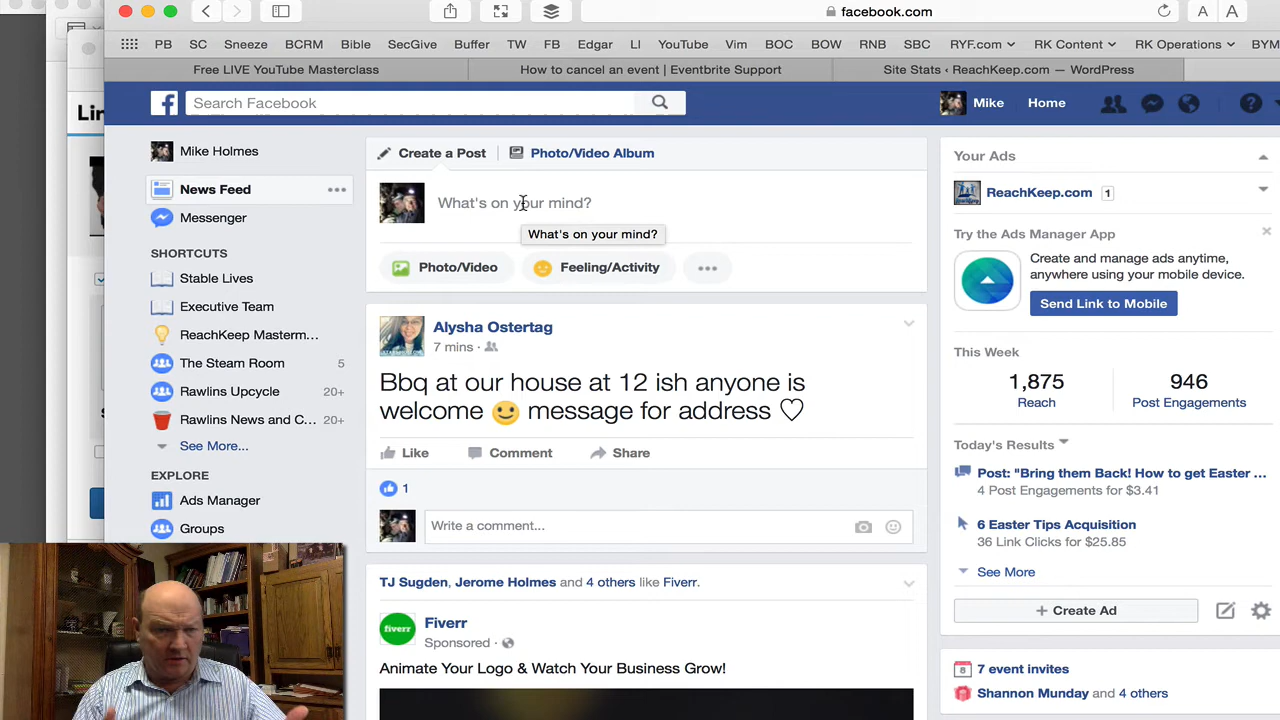 facebook.com
A A
PB SC Sneeze BCRM Bible SecGive Buffer TW FB Edgar LI YouTube Vim BOC BOW RNB SBC RYF.com RK Content RK Operations BYM
Free LIVE YouTube Masterclass
How to cancel an event | Eventbrite Support
Site Stats ‹ ReachKeep.com — WordPress
Search Facebook
Mike
Home
Mike Holmes
News Feed
Messenger
SHORTCUTS
Stable Lives
Executive Team
ReachKeep Masterm...
The Steam Room 5
Rawlins Upcycle 20+
Rawlins News and C... 20+
See More...
EXPLORE
Ads Manager
Groups
Create a Post
Photo/Video Album
What's on your mind?
What's on your mind?
Photo/Video
Feeling/Activity
Alysha Ostertag
7 mins ·
Bbq at our house at 12 ish anyone is
welcome message for address ♡
Like Comment Share
1
Write a comment...
TJ Sugden, Jerome Holmes and 4 others like Fiverr.
fiverr
Fiverr
Sponsored ·
Animate Your Logo & Watch Your Business Grow!
Your Ads
ReachKeep.com 1
Try the Ads Manager App
Create and manage ads anytime,
anywhere using your mobile device.
Send Link to Mobile
This Week
1,875 946
Reach Post Engagements
Today's Results
Post: "Bring them Back! How to get Easter ...
4 Post Engagements for $3.41
6 Easter Tips Acquisition
36 Link Clicks for $25.85
See More
+ Create Ad
8
7 event invites
Shannon Munday and 4 others